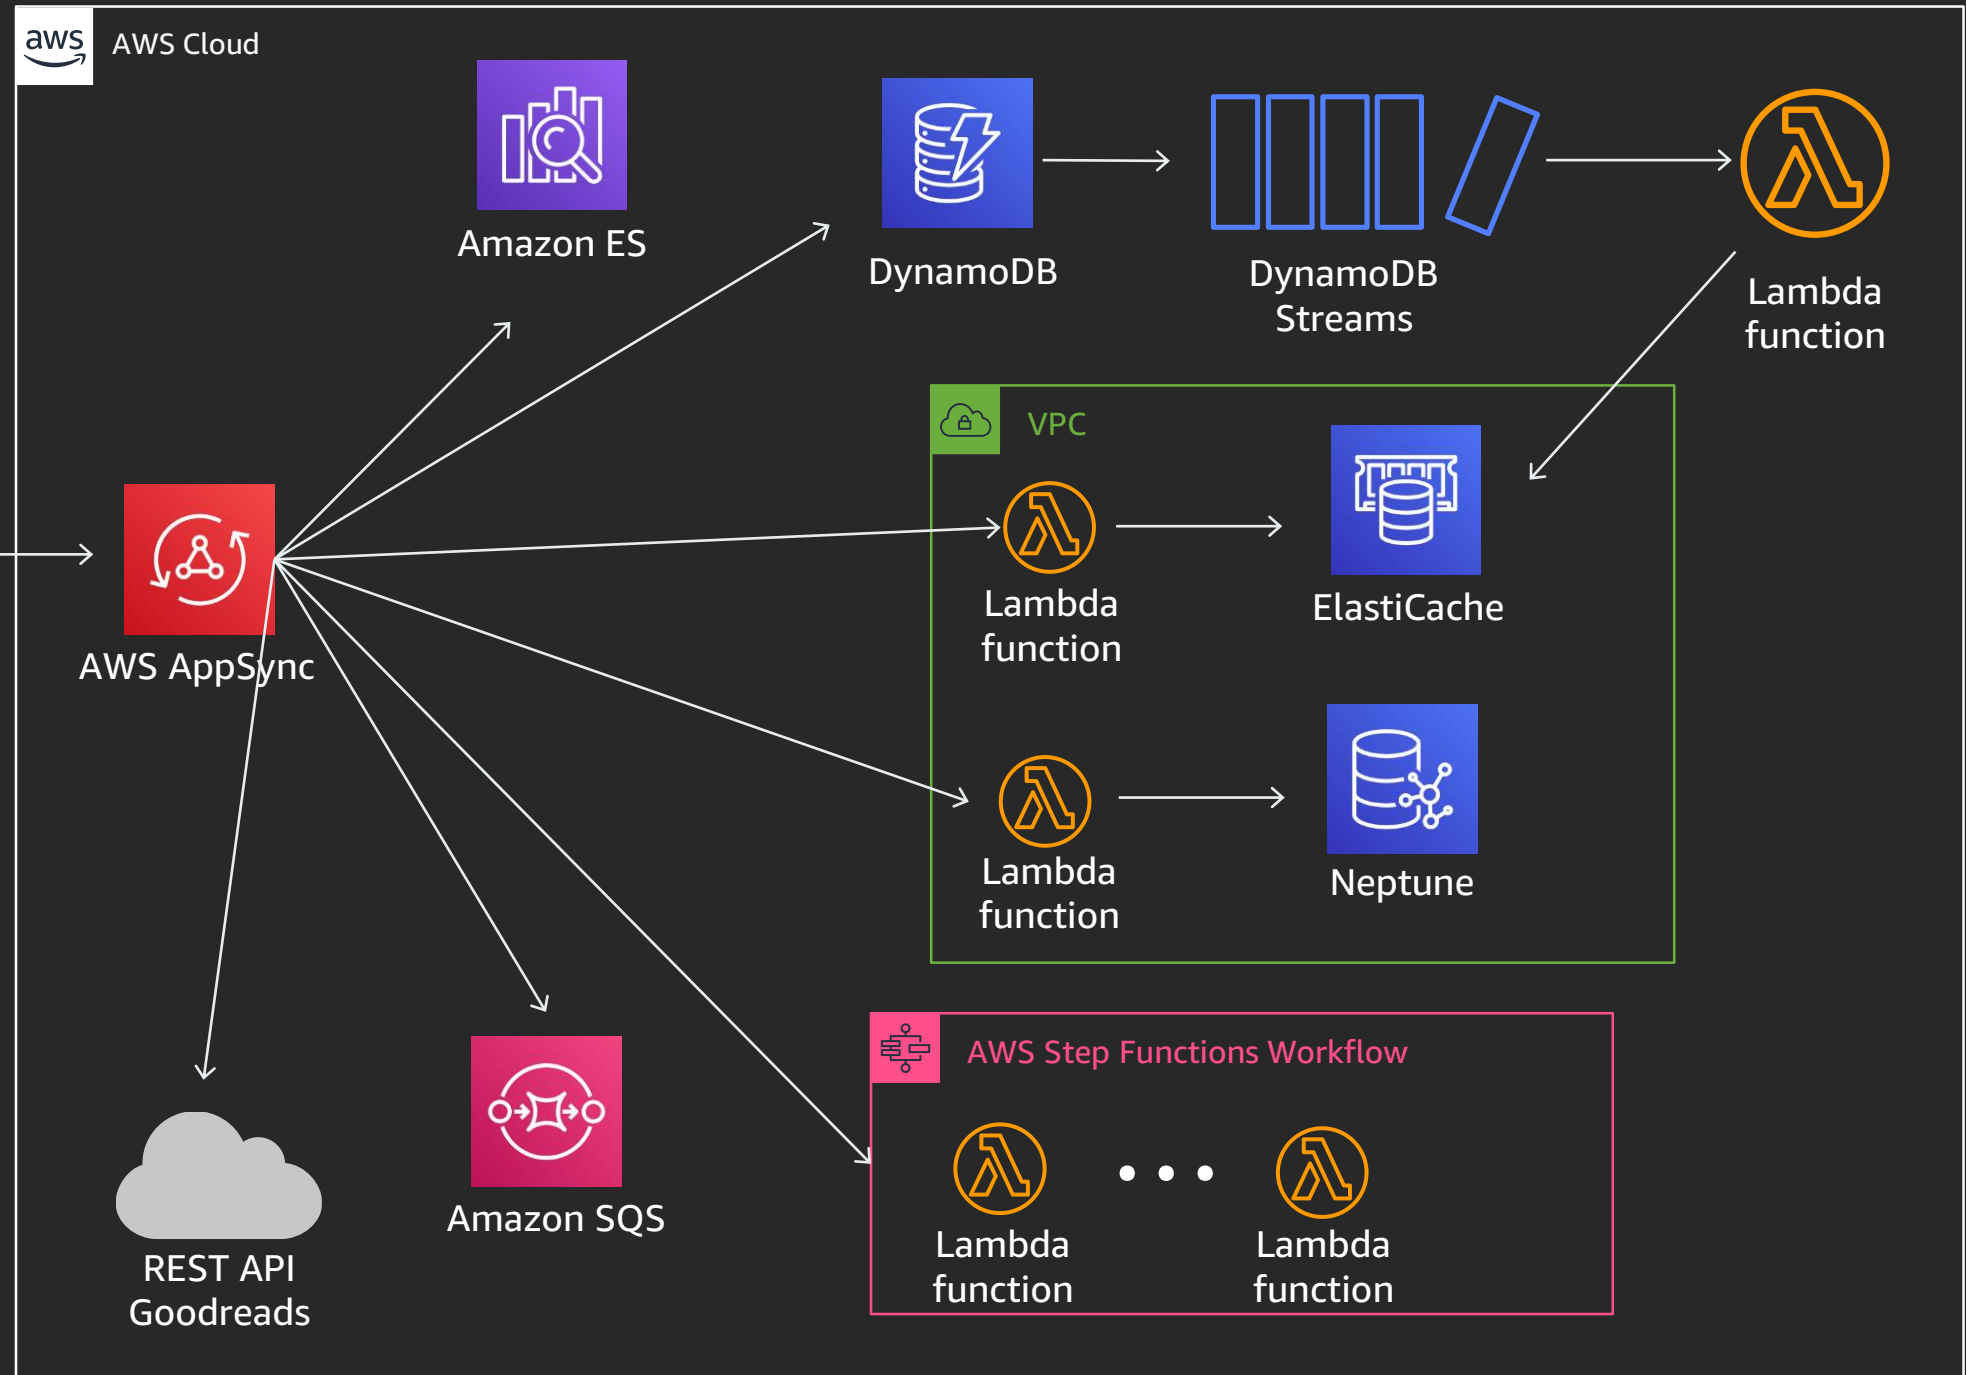 aws
AWS Cloud
Amazon ES
DynamoDB
DynamoDB
Streams
Lambda
function
VPC
AWS AppSync
Lambda
function
ElastiCache
Lambda
function
Neptune
AWS Step Functions Workflow
Amazon SQS
REST API
Goodreads
Lambda
function
Lambda
function